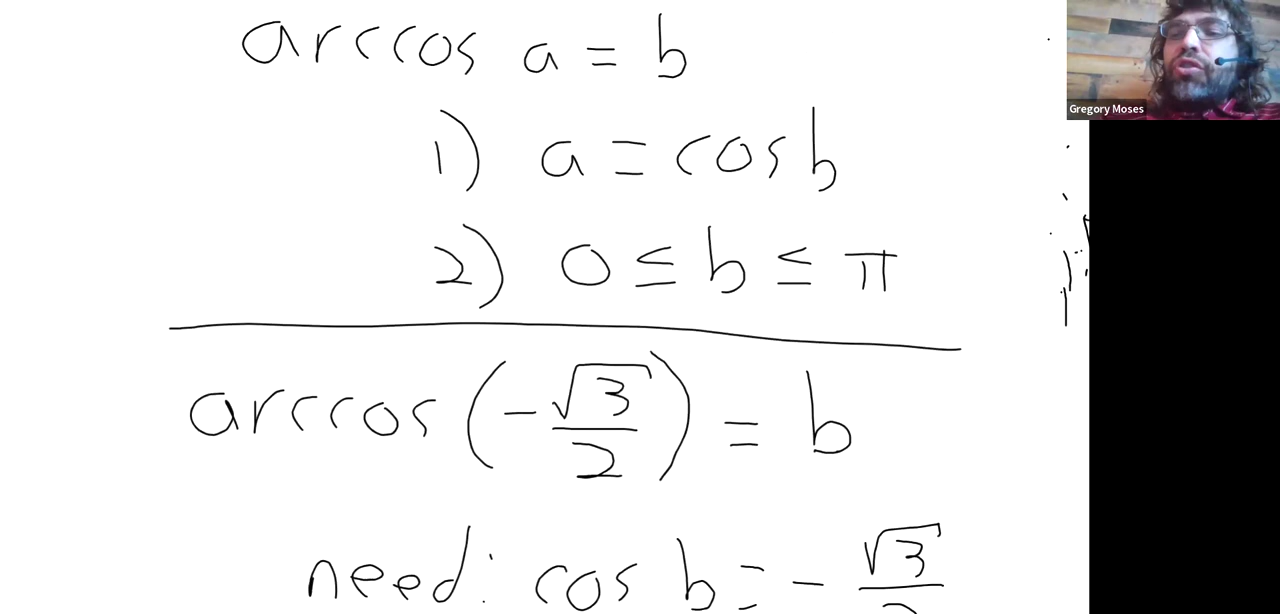 arccos a = b
1) a = cos b
2) 0 ≤ b ≤ π
arccos(-√3/2) = b
need: cos b = - √3/2
Gregory Moses